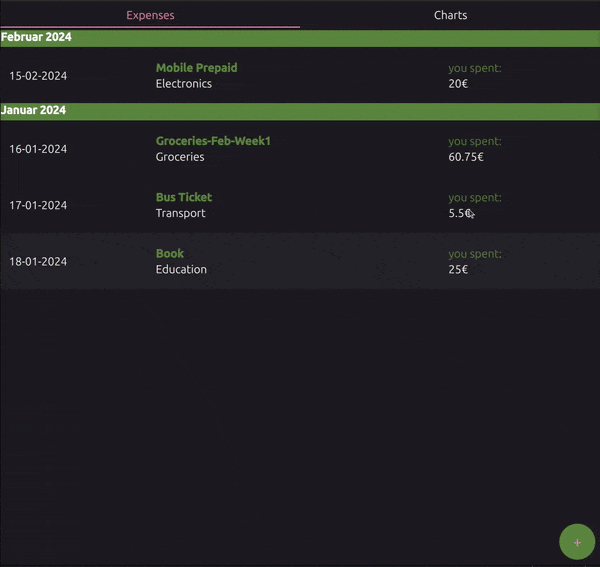 Expenses
Charts
Februar 2024
15-02-2024
Mobile Prepaid
Electronics
you spent:
20€
Januar 2024
16-01-2024
Groceries-Feb-Week1
Groceries
you spent:
60.75€
17-01-2024
Bus Ticket
Transport
you spent:
5.5€
18-01-2024
Book
Education
you spent:
25€
+